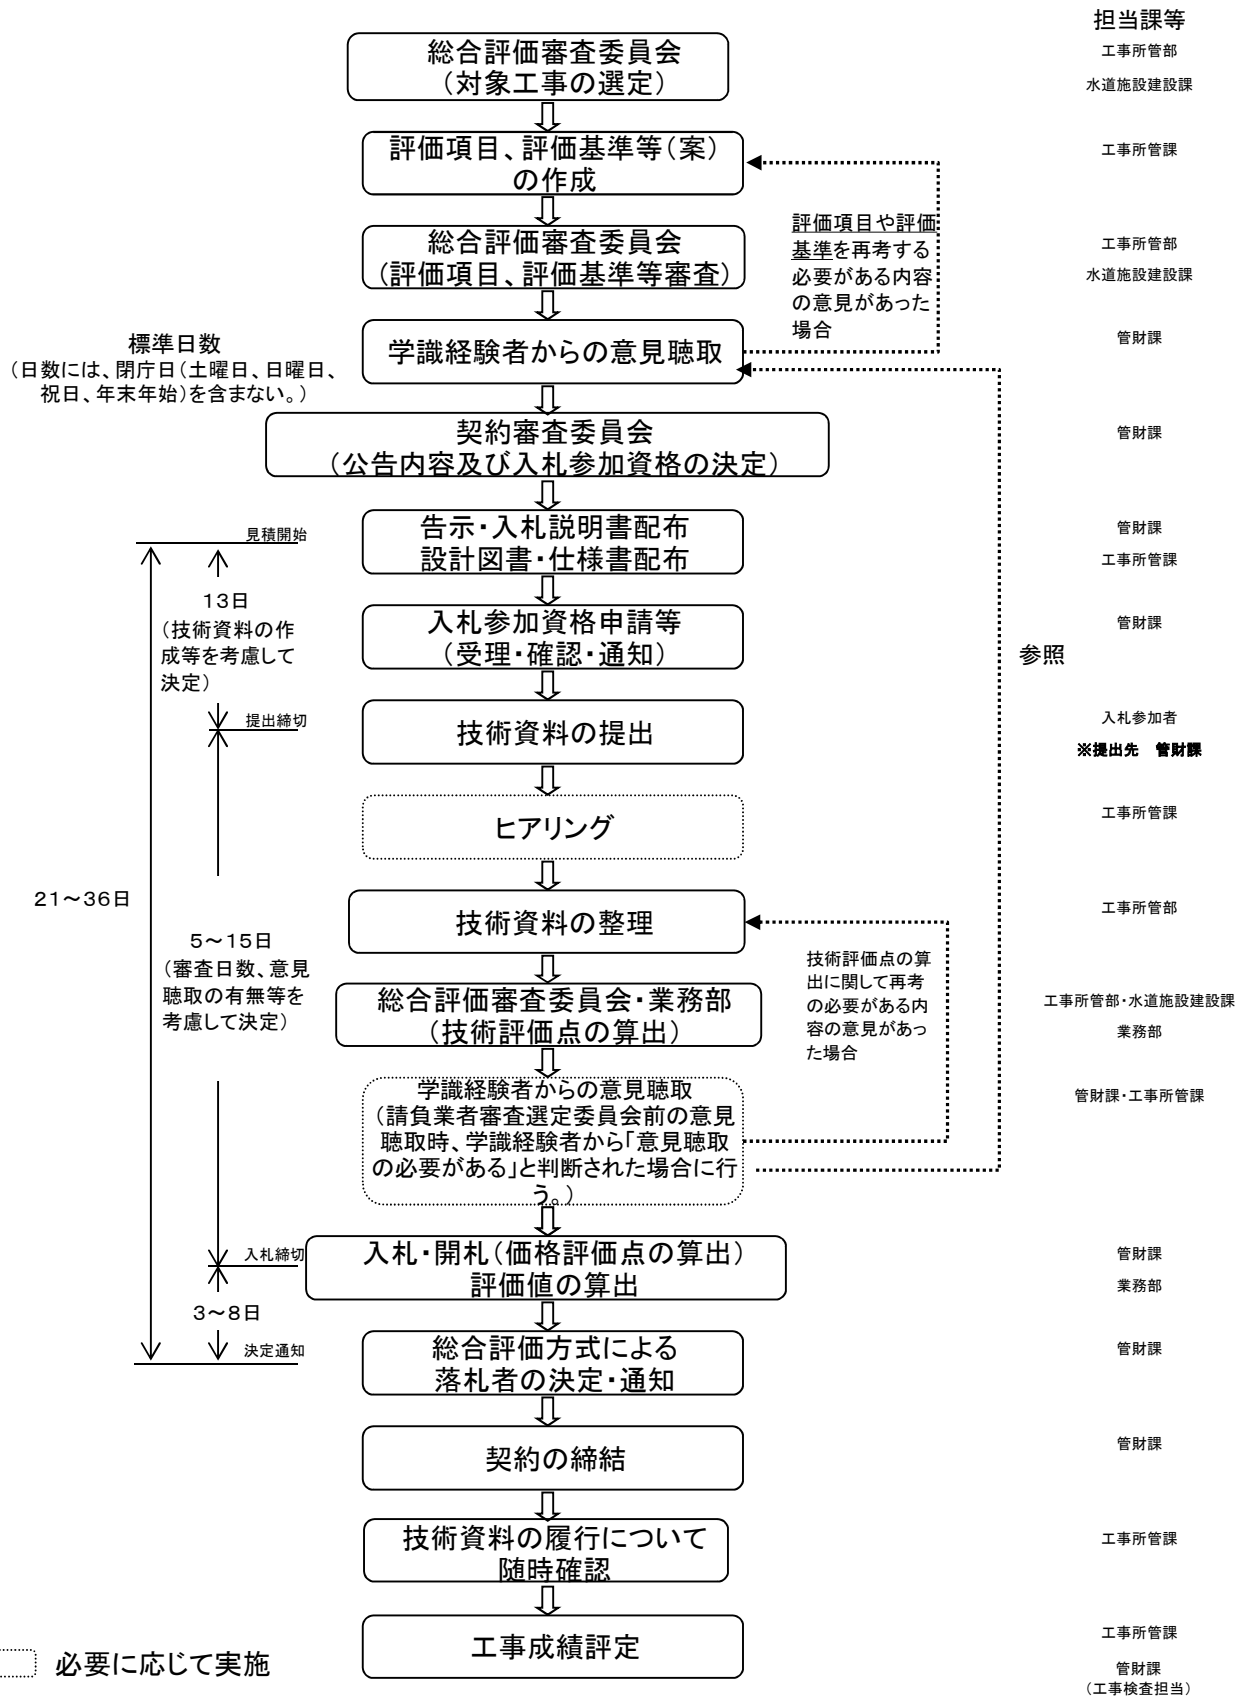 担当課等
総合評価審査委員会
（対象工事の選定）
工事所管部
水道施設建設課
評価項目、評価基準等（案）
の作成
工事所管課
総合評価審査委員会
（評価項目、評価基準等審査）
工事所管部
水道施設建設課
評価項目や評価
基準を再考する
必要がある内容
の意見があった
場合
標準日数
（日数には、閉庁日（土曜日、日曜日、
祝日、年末年始）を含まない。）
学識経験者からの意見聴取
管財課
契約審査委員会
（公告内容及び入札参加資格の決定）
管財課
見積開始
告示・入札説明書配布
設計図書・仕様書配布
管財課
工事所管課
13日
（技術資料の作
成等を考慮して
決定）
入札参加資格申請等
（受理・確認・通知）
管財課
参照
提出締切
技術資料の提出
入札参加者
※提出先　管財課
ヒアリング
工事所管課
21～36日
技術資料の整理
工事所管部
5～15日
（審査日数、意見
聴取の有無等を
考慮して決定）
技術評価点の算
出に関して再考
の必要がある内
容の意見があっ
た場合
総合評価審査委員会・業務部
（技術評価点の算出）
工事所管部・水道施設建設課
業務部
学識経験者からの意見聴取
（請負業者審査選定委員会前の意見
聴取時、学識経験者から「意見聴取
の必要がある」と判断された場合に行
う。）
管財課・工事所管課
入札締切
入札・開札（価格評価点の算出）
評価値の算出
管財課
業務部
3～8日
決定通知
総合評価方式による
落札者の決定・通知
管財課
契約の締結
管財課
技術資料の履行について
随時確認
工事所管課
工事成績評定
工事所管課
管財課
（工事検査担当）
必要に応じて実施